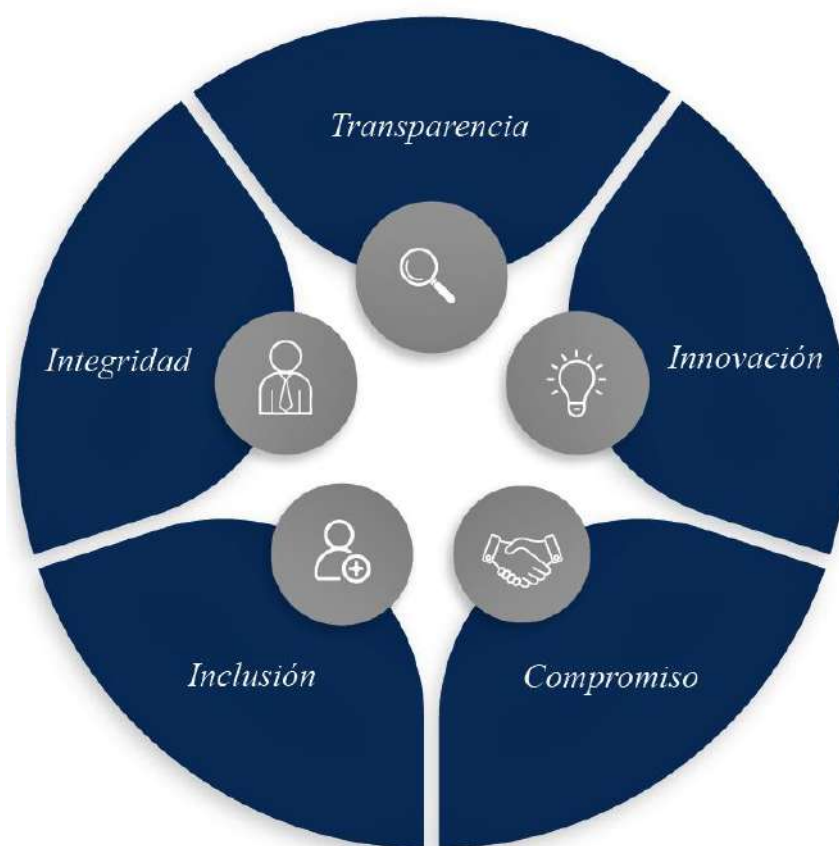 Transparencia
Integridad
Innovación
Inclusión
Compromiso